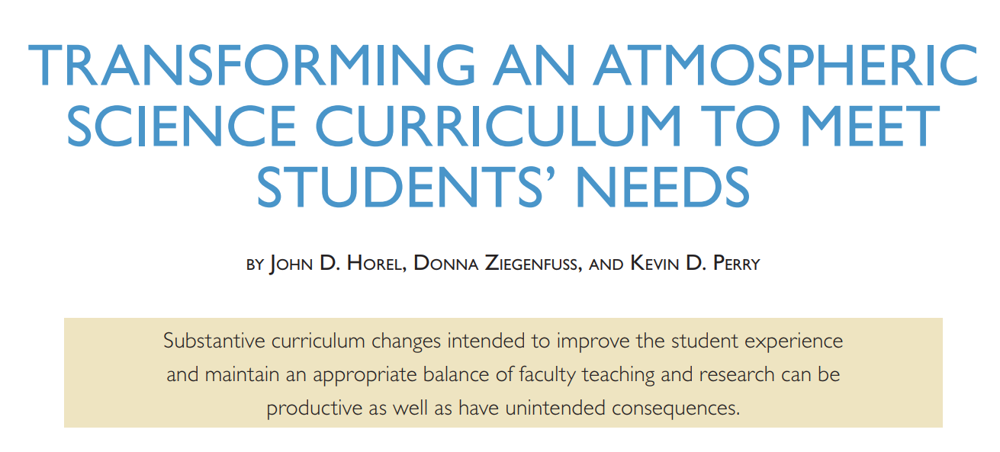 TRANSFORMING AN ATMOSPHERIC
SCIENCE CURRICULUM TO MEET
STUDENTS’ NEEDS
BY JOHN D. HOREL, DONNA ZIEGENFUSS, AND KEVIN D. PERRY
Substantive curriculum changes intended to improve the student experience
and maintain an appropriate balance of faculty teaching and research can be
productive as well as have unintended consequences.